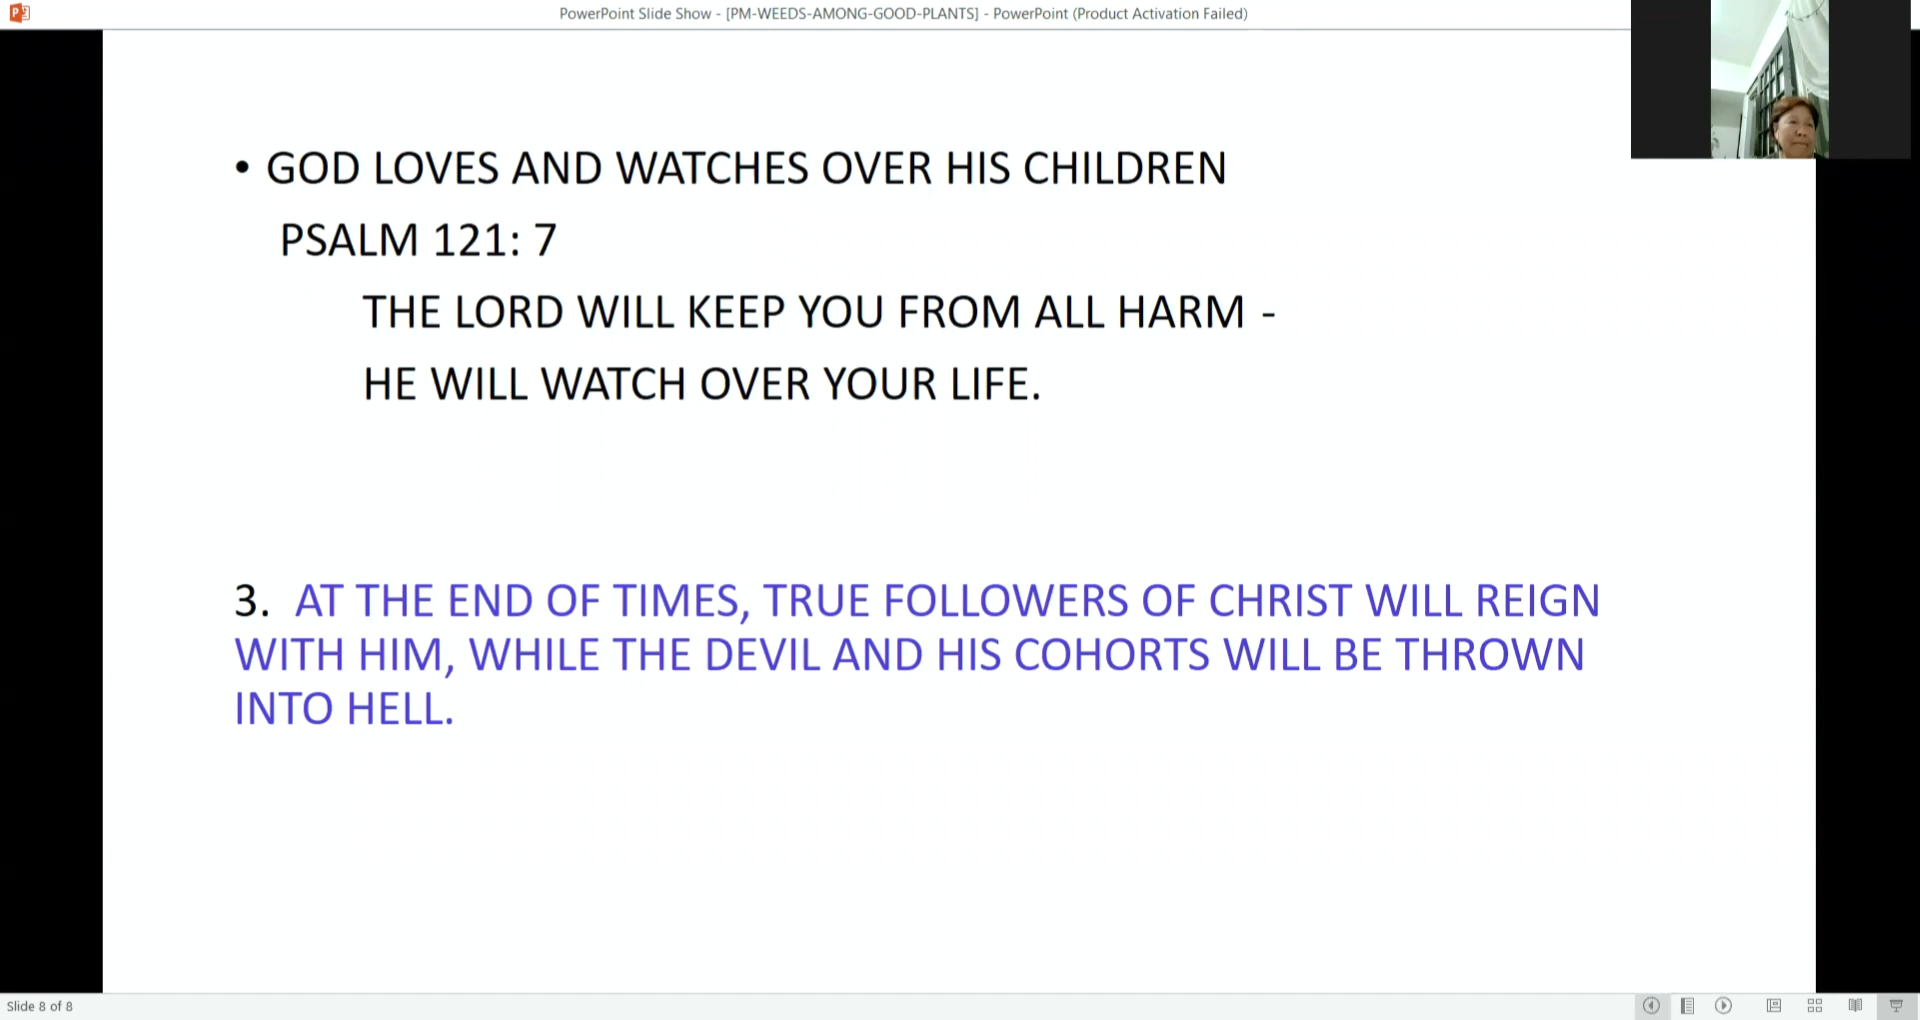 PowerPoint Slide Show - [PM-WEEDS-AMONG-GOOD-PLANTS] - PowerPoint (Product Activation Failed)
• GOD LOVES AND WATCHES OVER HIS CHILDREN
PSALM 121: 7
THE LORD WILL KEEP YOU FROM ALL HARM -
HE WILL WATCH OVER YOUR LIFE.
3. AT THE END OF TIMES, TRUE FOLLOWERS OF CHRIST WILL REIGN
WITH HIM, WHILE THE DEVIL AND HIS COHORTS WILL BE THROWN
INTO HELL.
Slide 8 of 8